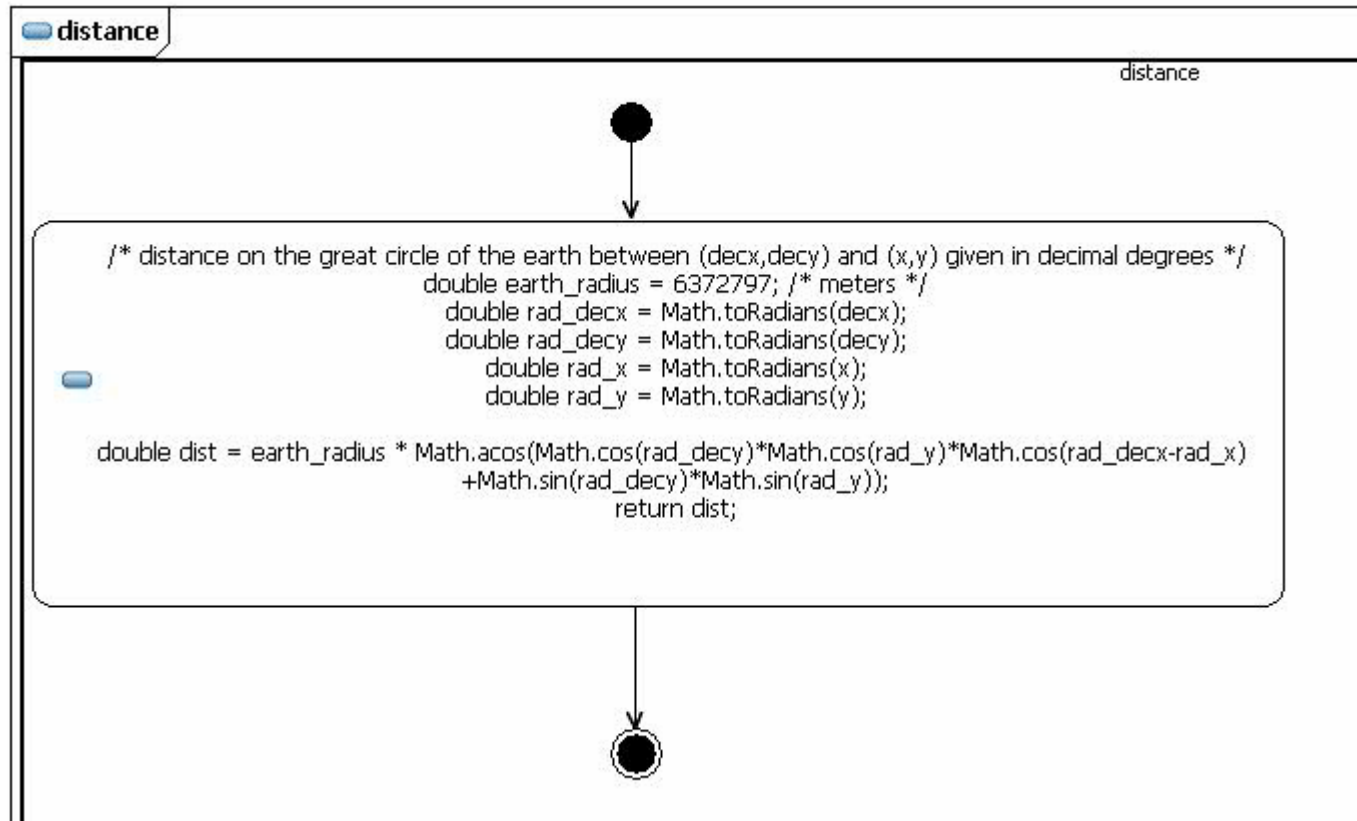 distance
distance
/* distance on the great circle of the earth between (decx,decy) and (x,y) given in decimal degrees */
double earth_radius = 6372797; /* meters */
double rad_decx = Math.toRadians(decx);
double rad_decy = Math.toRadians(decy);
double rad_x = Math.toRadians(x);
double rad_y = Math.toRadians(y);
double dist = earth_radius * Math.acos(Math.cos(rad_decy)*Math.cos(rad_y)*Math.cos(rad_decx-rad_x)
+Math.sin(rad_decy)*Math.sin(rad_y));
return dist;